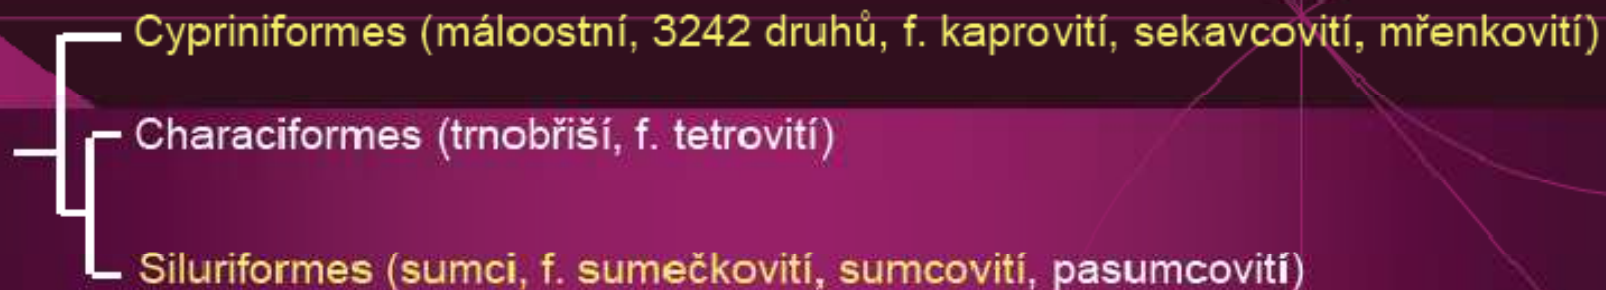 Cypriniformes (máloostní, 3242 druhů, f. kaprovití, sekavcovití, mřenkovití)
Characiformes (trnobřiší, f. tetrovití)
Siluriformes (sumci, f. sumečkovití, sumcovití, pasumcovití)